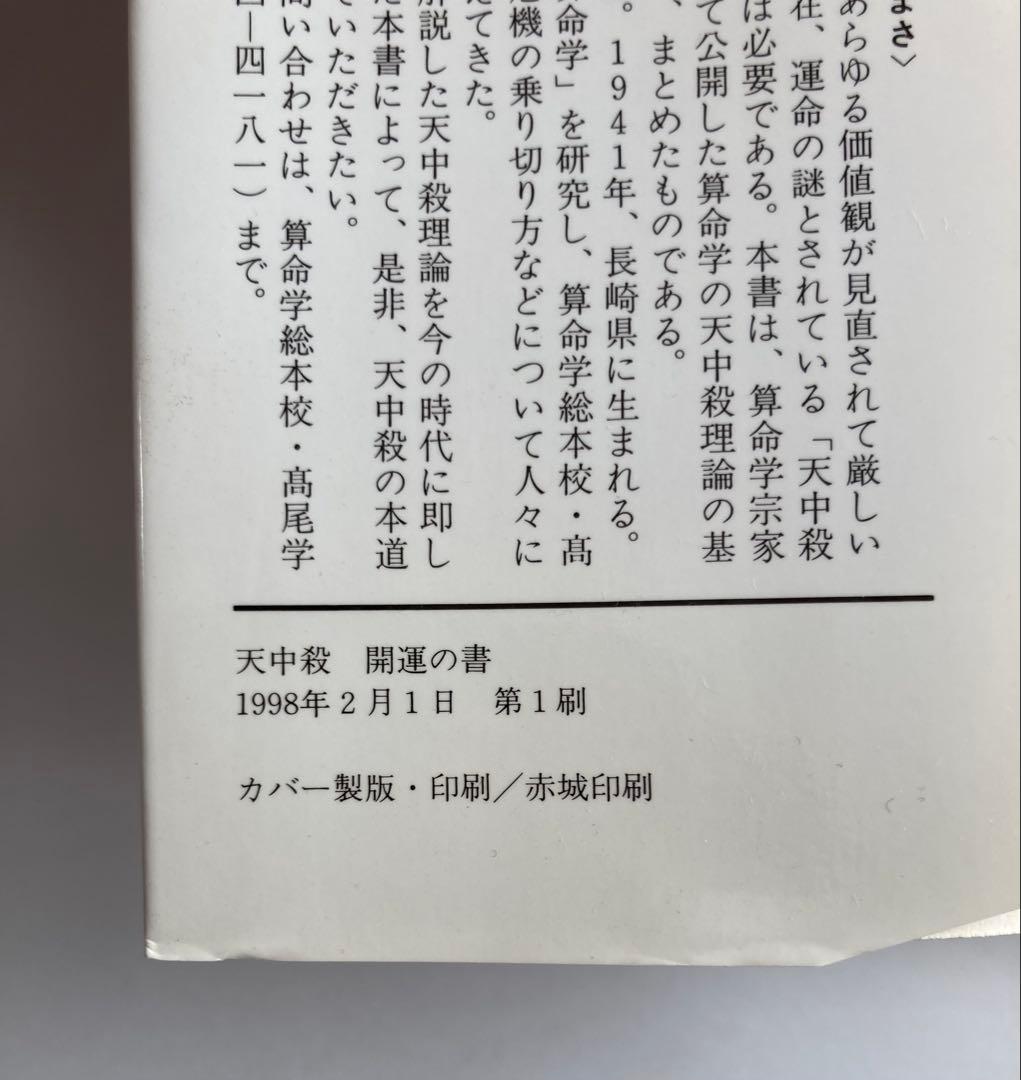 まさ〉
あらゆる価値観が見直されて厳しい
在、運命の謎とされている「天中殺
は必要である。本書は、算命学宗家
て公開した算命学の天中殺理論の基
、まとめたものである。
。1941年、長崎県に生まれる。
命学」を研究し、算命学総本校・髙
危機の乗り切り方などについて人々に
てきた。
解説した天中殺理論を今の時代に即し
本書によって、是非、天中殺の本道
いただきたい。
問い合わせは、算命学総本校・髙尾学
四―四一八一）まで。
天中殺　開運の書
1998年2月1日　第1刷
カバー製版・印刷／赤城印刷